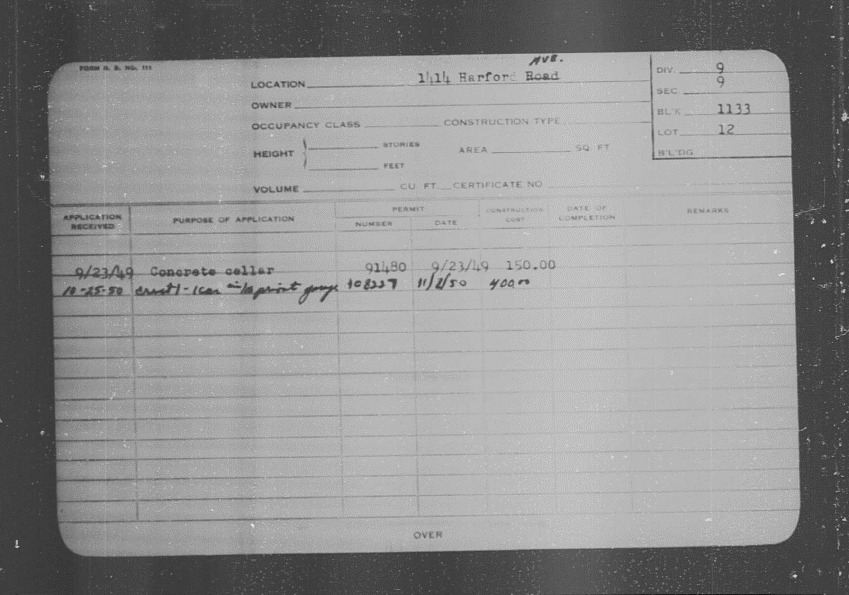 FORM H. B. NO. 111
AVE.
LOCATION 1414 Harford Road
OWNER
OCCUPANCY CLASS CONSTRUCTION TYPE
HEIGHT STORIES AREA SQ. FT.
FEET
VOLUME CU. FT. CERTIFICATE NO
DIV. 9
SEC 9
BL'K 1133
LOT 12
B'L'DG
APPLICATION RECEIVED PURPOSE OF APPLICATION PERMIT NUMBER DATE CONSTRUCTION COST DATE OF COMPLETION REMARKS
9/23/49 Concrete cellar 91480 9/23/49 150.00
10-25-50 1 car private 11/2/50 400.00
OVER